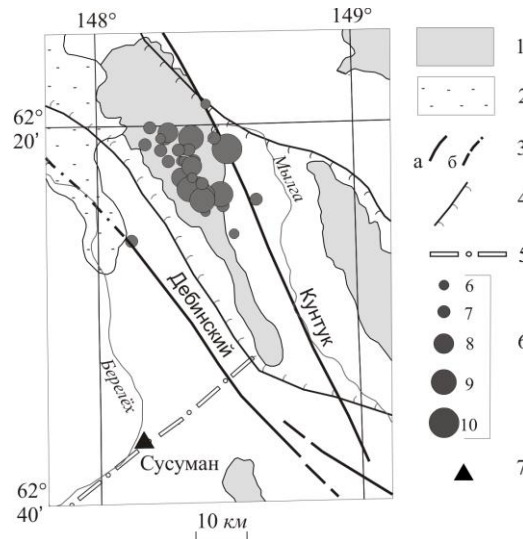 148°
149°
62°
20'
Мылга
Дебинский
Кунтук
Берелёх
Сусуман
62°
40'
10 км
1
2
а б 3
4
5
6
7
8
9
10
6
7